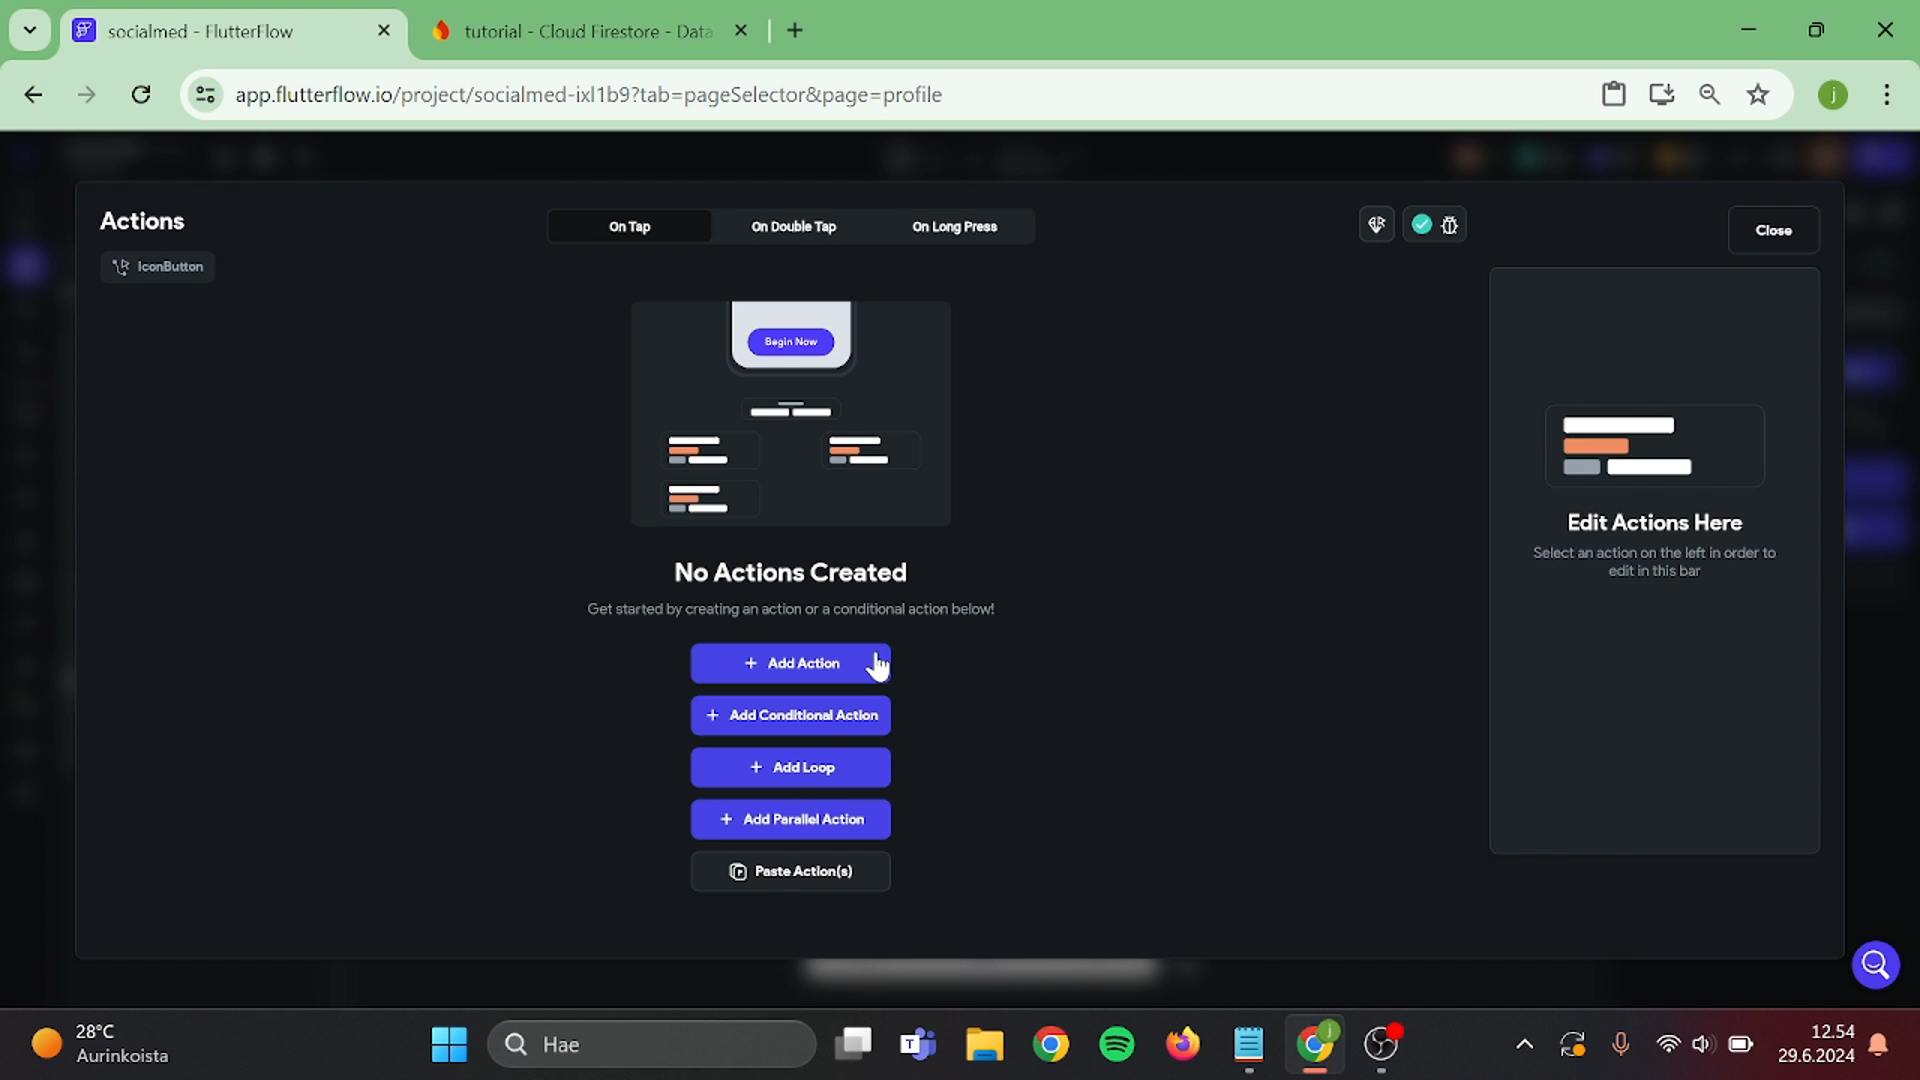 socialmed - FlutterFlow
tutorial - Cloud Firestore - Data
app.flutterflow.io/project/socialmed-ixl1b9?tab=pageSelector&page=profile
j
Actions
On Tap
On Double Tap
On Long Press
Close
IconButton
Begin Now
No Actions Created
Get started by creating an action or a conditional action below!
+ Add Action
+ Add Conditional Action
+ Add Loop
+ Add Parallel Action
Paste Action(s)
Edit Actions Here
Select an action on the left in order to
edit in this bar
28°C
Aurinkoista
Hae
12.54
29.6.2024